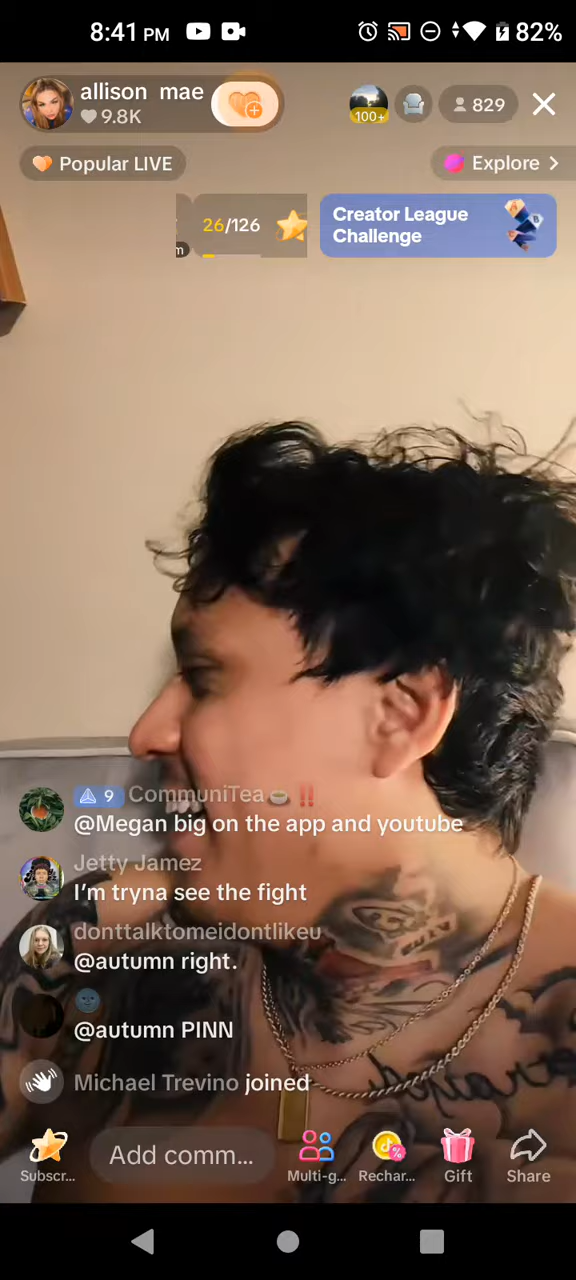 8:41 PM
82%
allison mae
9.8K
100+
829
Popular LIVE
Explore >
m
26/126
Creator League
Challenge
9 CommuniTea🍵‼️
@Megan big on the app and youtube
Jetty Jamez
I'm tryna see the fight
donttalktomeidontlikeu
@autumn right.
🌚
@autumn PINN
Michael Trevino joined
Add comm...
Subscr...
Multi-g...
Rechar...
Gift
Share